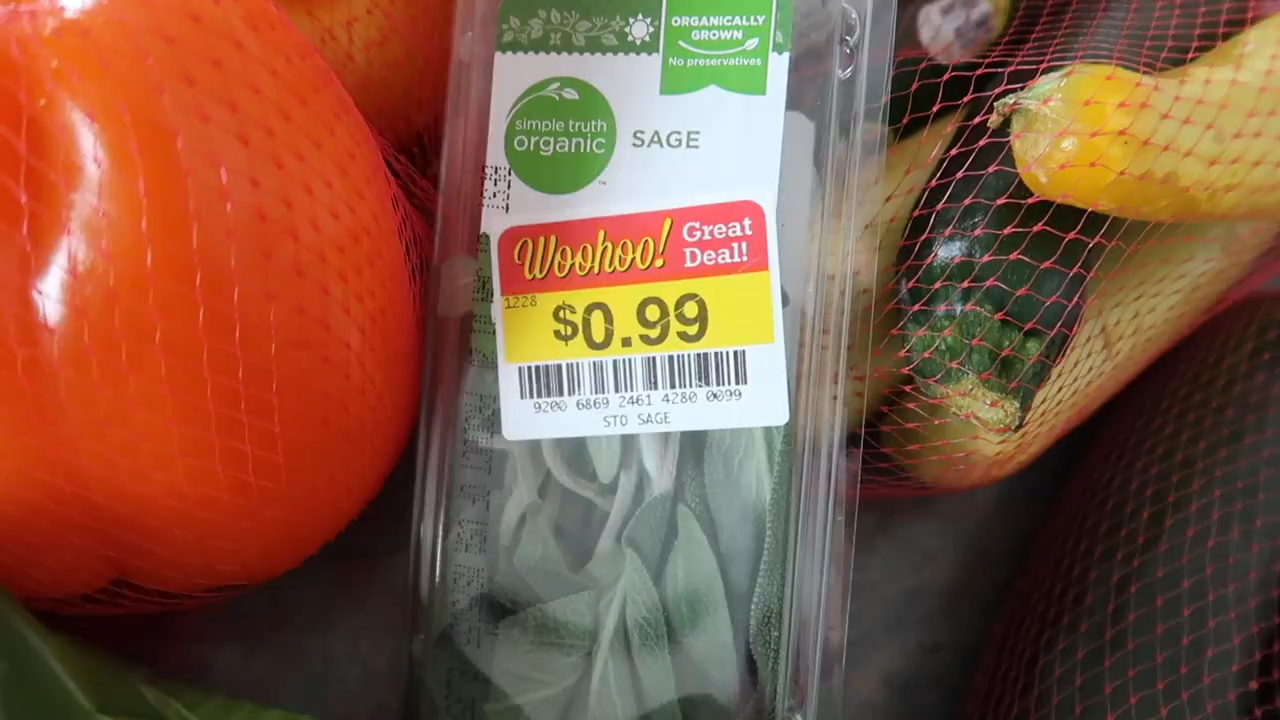 ORGANICALLY
GROWN
No preservatives
simple truth
organic
™
SAGE
Woohoo! Great
Deal!
1228
$0.99
9200 6869 2461 4280 0099
STO SAGE